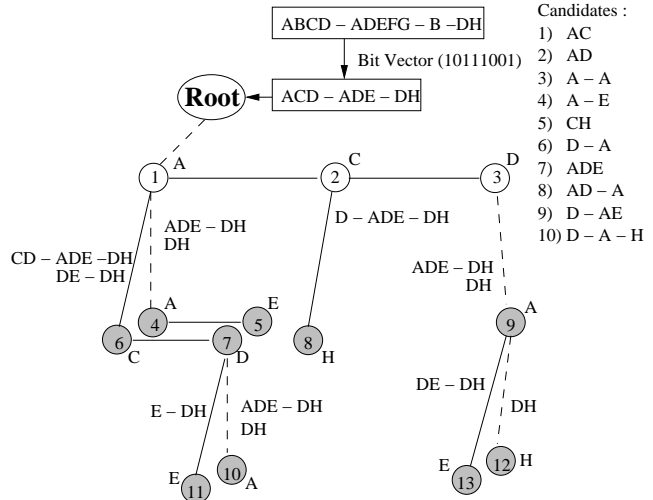 ABCD – ADEFG – B –DH
Bit Vector (10111001)
Root
ACD – ADE – DH
Candidates :
1) AC
2) AD
3) A – A
4) A – E
5) CH
6) D – A
7) ADE
8) AD – A
9) D – AE
10) D – A – H
A
C
D
1
2
3
ADE – DH
DH
D – ADE – DH
CD – ADE –DH
DE – DH
ADE – DH
DH
A
E
A
4
5
9
6
7
8
C
D
H
E – DH
ADE – DH
DH
DE – DH
DH
E
10
A
E
12
H
11
13